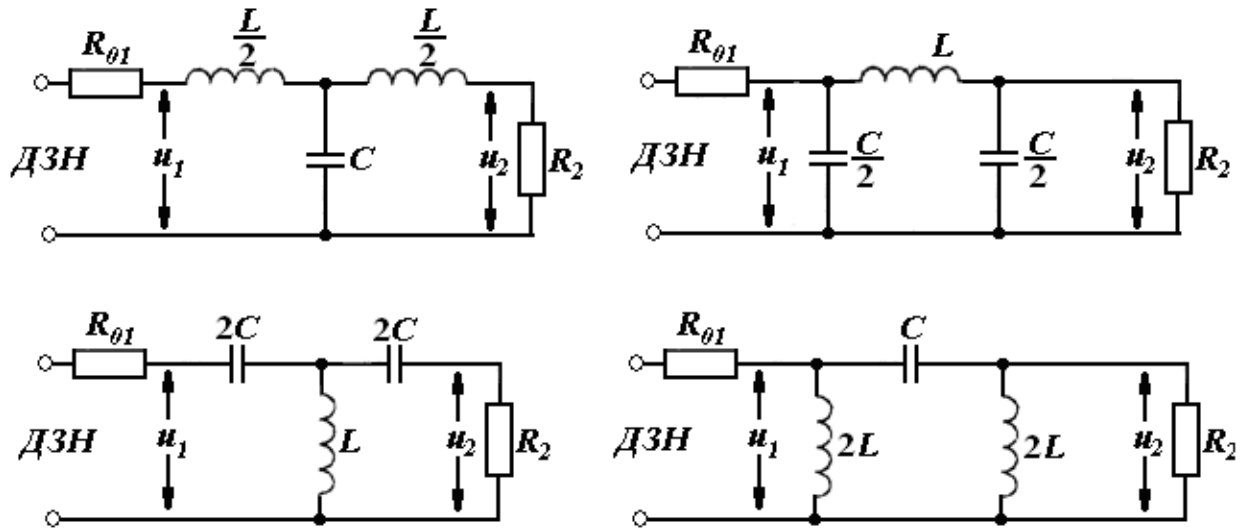 R01 L/2 L/2
ДЗН u1 C u2 R2
R01 L
ДЗН u1 C/2 C/2 u2 R2
R01 2C 2C
ДЗН u1 L u2 R2
R01 C
ДЗН u1 2L 2L u2 R2